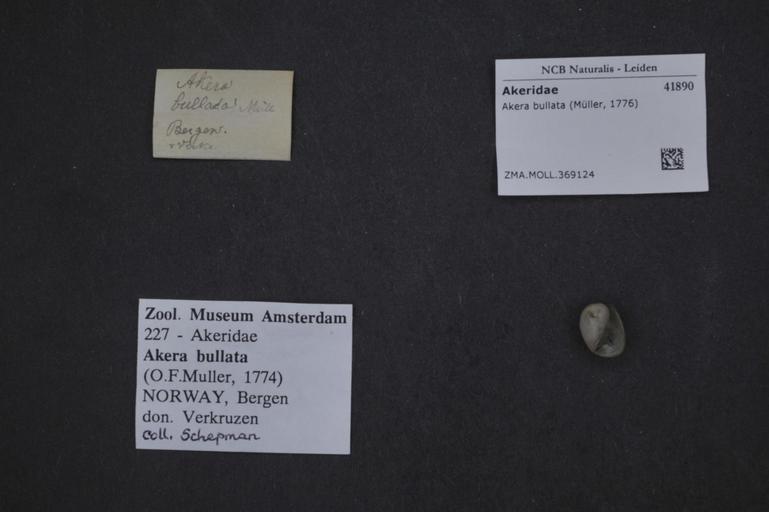 Akera
bullata Müll
Bergen.
NCB Naturalis - Leiden
Akeridae 41890
Akera bullata (Müller, 1776)
ZMA.MOLL.369124
Zool. Museum Amsterdam
227 - Akeridae
Akera bullata
(O.F.Muller, 1774)
NORWAY, Bergen
don. Verkruzen
coll. Schepman